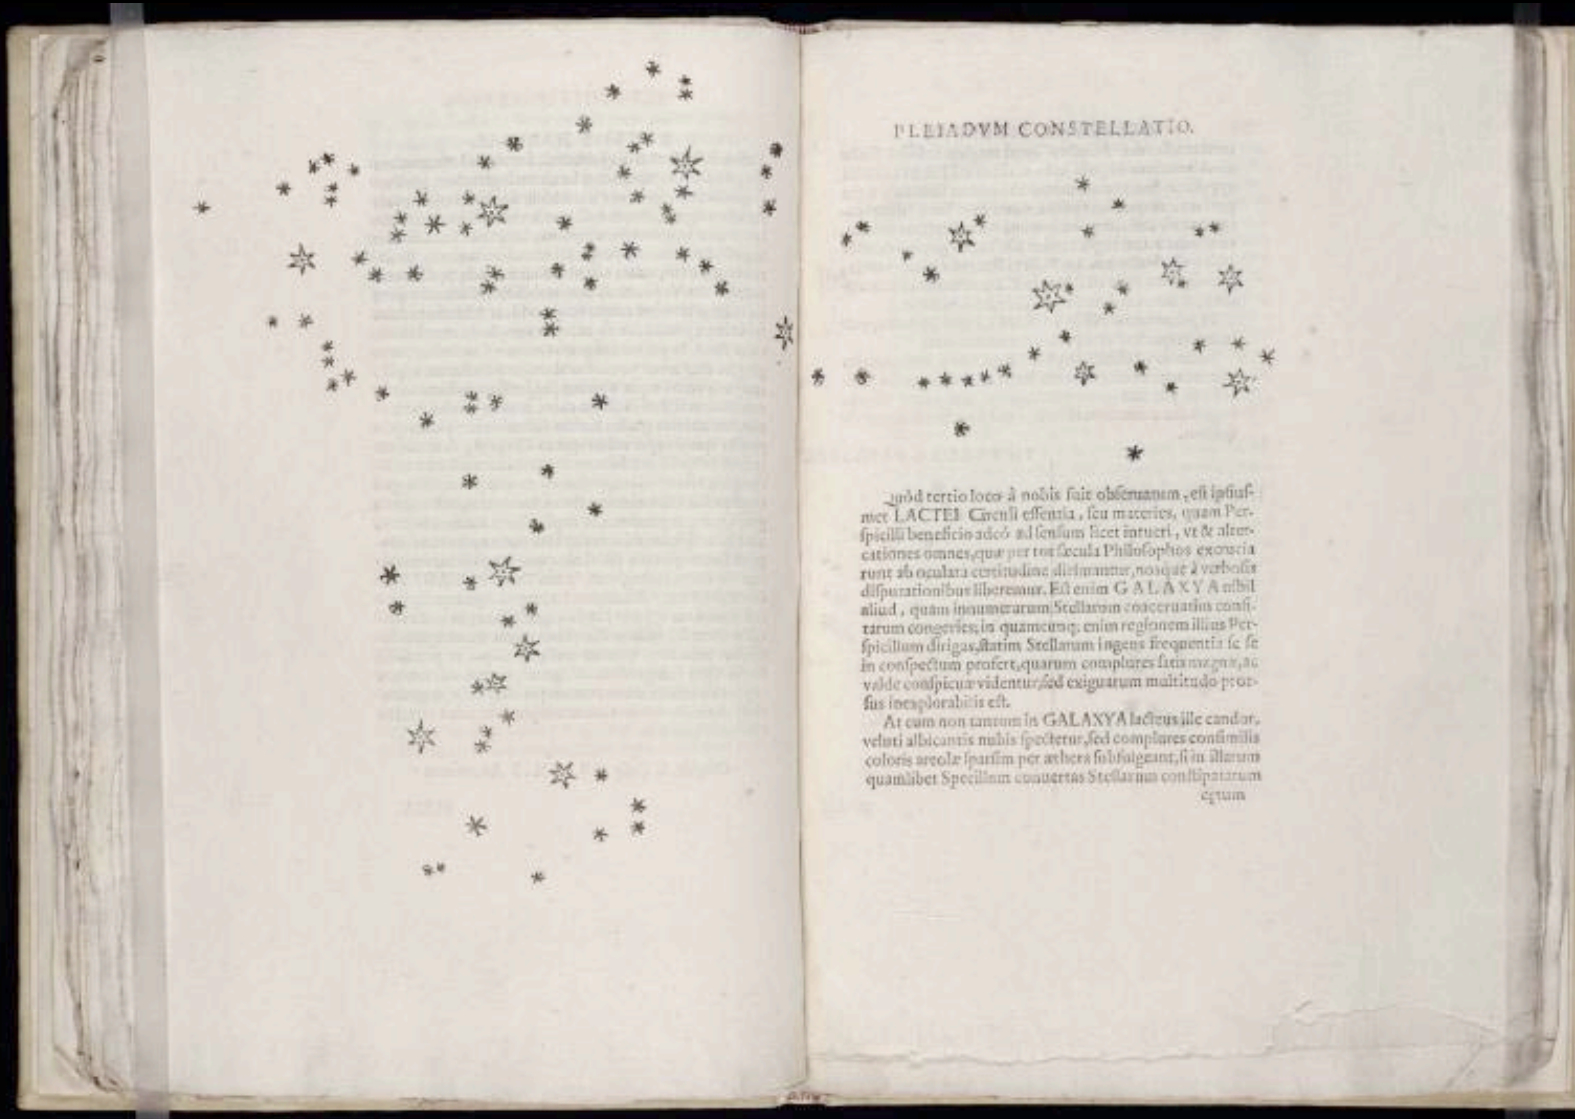 PLEIADVM CONSTELLATIO.
Quòd tertio loco à nobis fuit obſeruatum, eſt ipſiuſ-
met LACTEI Circuli eſſentia, ſeu materies, quam Per-
ſpicilli beneficio adeò ad ſenſum licet intueri, vt & alter-
cationes omnes, quæ per tot ſæcula Philoſophos excrucia
runt ab oculata certitudine dirimantur, nosque à verboſis
diſputationibus liberemur. Eſt enim GALAXYA nihil
aliud, quam innumerarum Stellarum coaceruatim conſi-
tarum congeries; in quamcunq; enim regionem illius Per-
ſpicillum dirigas, ſtatim Stellarum ingens frequentia ſe ſe
in conſpectum profert, quarum complures ſatis magnæ, ac
valde conſpicuæ videntur, ſed exiguarum multitudo pror-
ſus inexplorabilis eſt.
At cum non tantum in GALAXYA lacteus ille candor,
veluti albicantis nubis ſpectetur, ſed complures conſimilis
coloris areolæ ſparſim per æthera ſubfulgeant, ſi in illarum
quamlibet Specillum conuertas Stellarum conſtipatarum
cętum